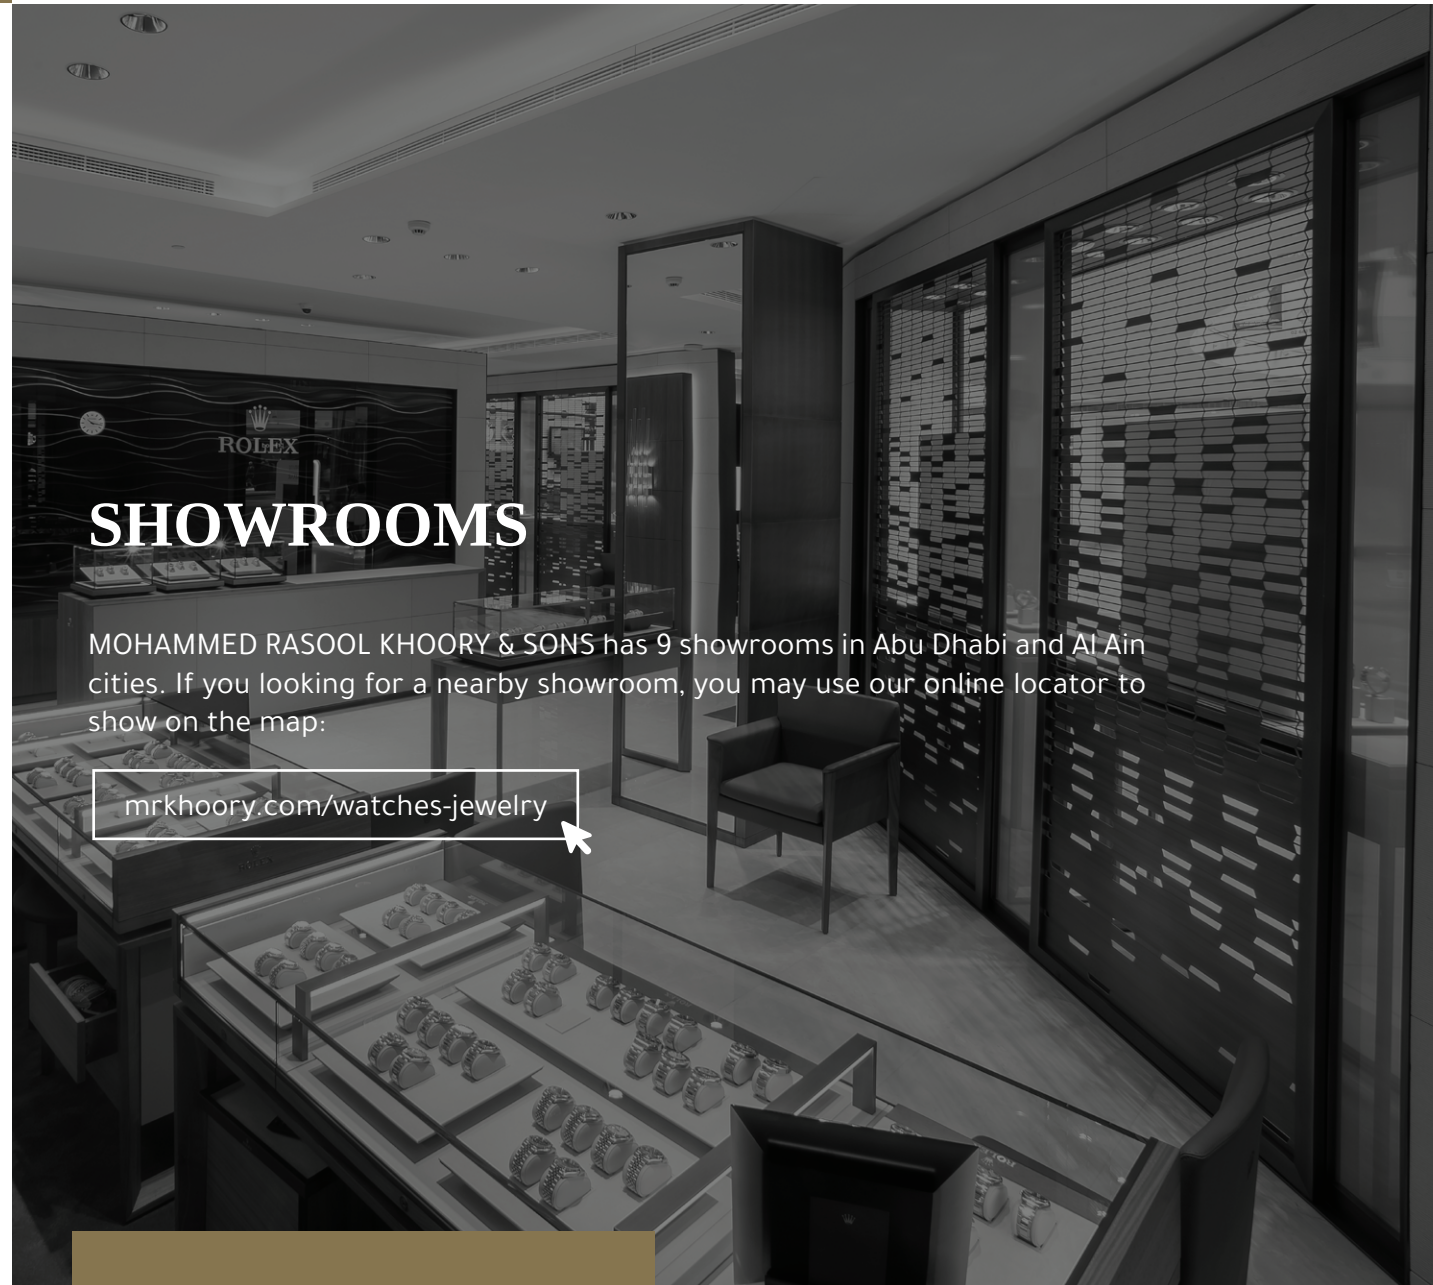 ROLEX
SHOWROOMS
MOHAMMED RASOOL KHOORY & SONS has 9 showrooms in Abu Dhabi and Al Ain
cities. If you looking for a nearby showroom, you may use our online locator to
show on the map:
mrkhoory.com/watches-jewelry